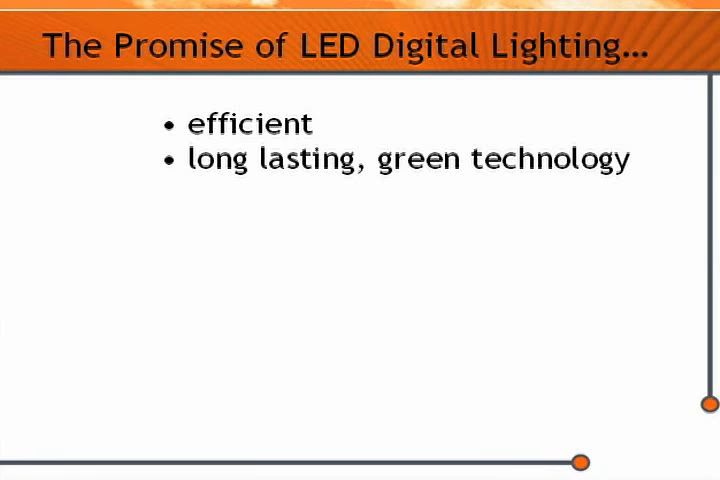 The Promise of LED Digital Lighting...
• efficient
• long lasting, green technology